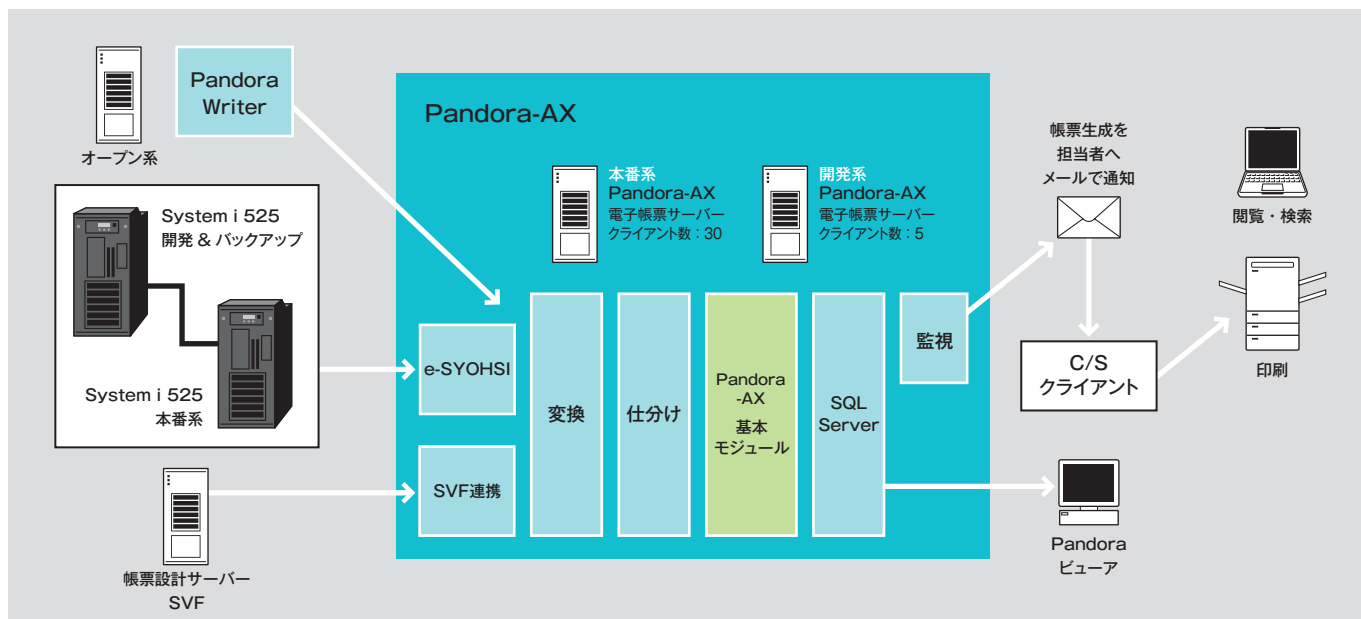 Pandora
Writer
オープン系
System i 525
開発 & バックアップ
System i 525
本番系
帳票設計サーバー
SVF
Pandora-AX
本番系
Pandora-AX
電子帳票サーバー
クライアント数：30
開発系
Pandora-AX
電子帳票サーバー
クライアント数：5
e-SYOHSI
SVF連携
変換
仕分け
Pandora
-AX
基本
モジュール
SQL
Server
監視
帳票生成を
担当者へ
メールで通知
C/S
クライアント
閲覧・検索
印刷
Pandora
ビューア